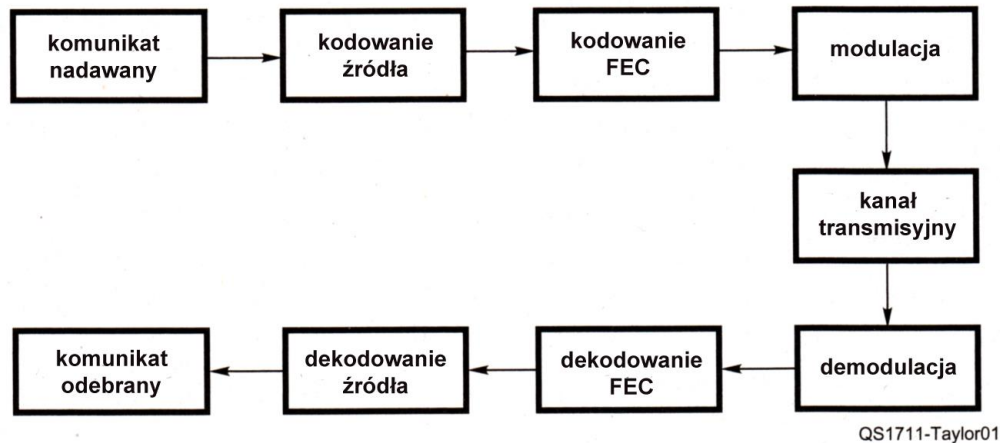 komunikat
nadawany
kodowanie
źródła
kodowanie
FEC
modulacja
kanał
transmisyjny
demodulacja
dekodowanie
FEC
dekodowanie
źródła
komunikat
odebrany
QS1711-Taylor01